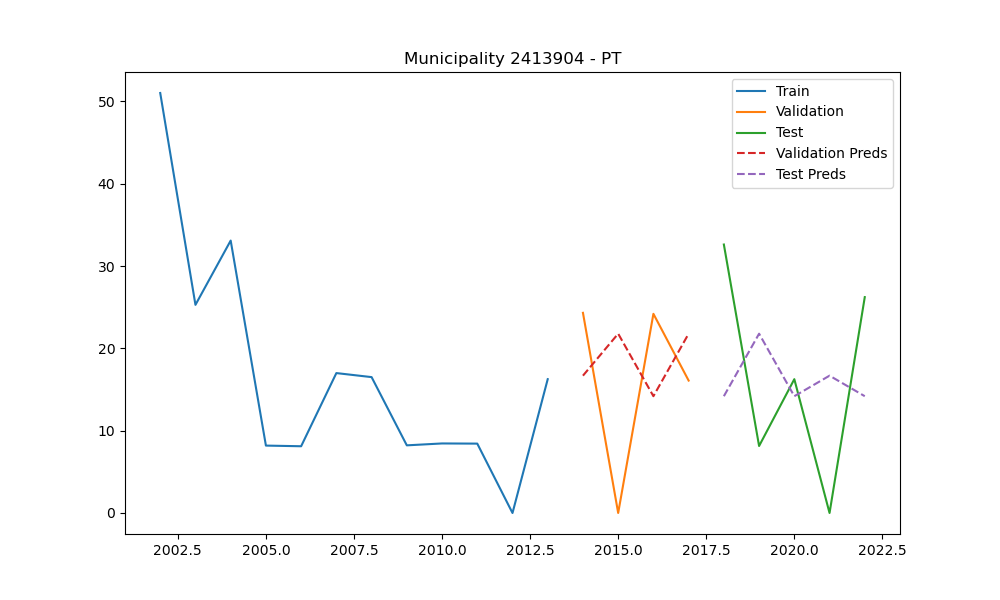 Municipality 2413904 - PT
Train
Validation
Test
Validation Preds
Test Preds
50
40
30
20
10
0
2002.5 2005.0 2007.5 2010.0 2012.5 2015.0 2017.5 2020.0 2022.5